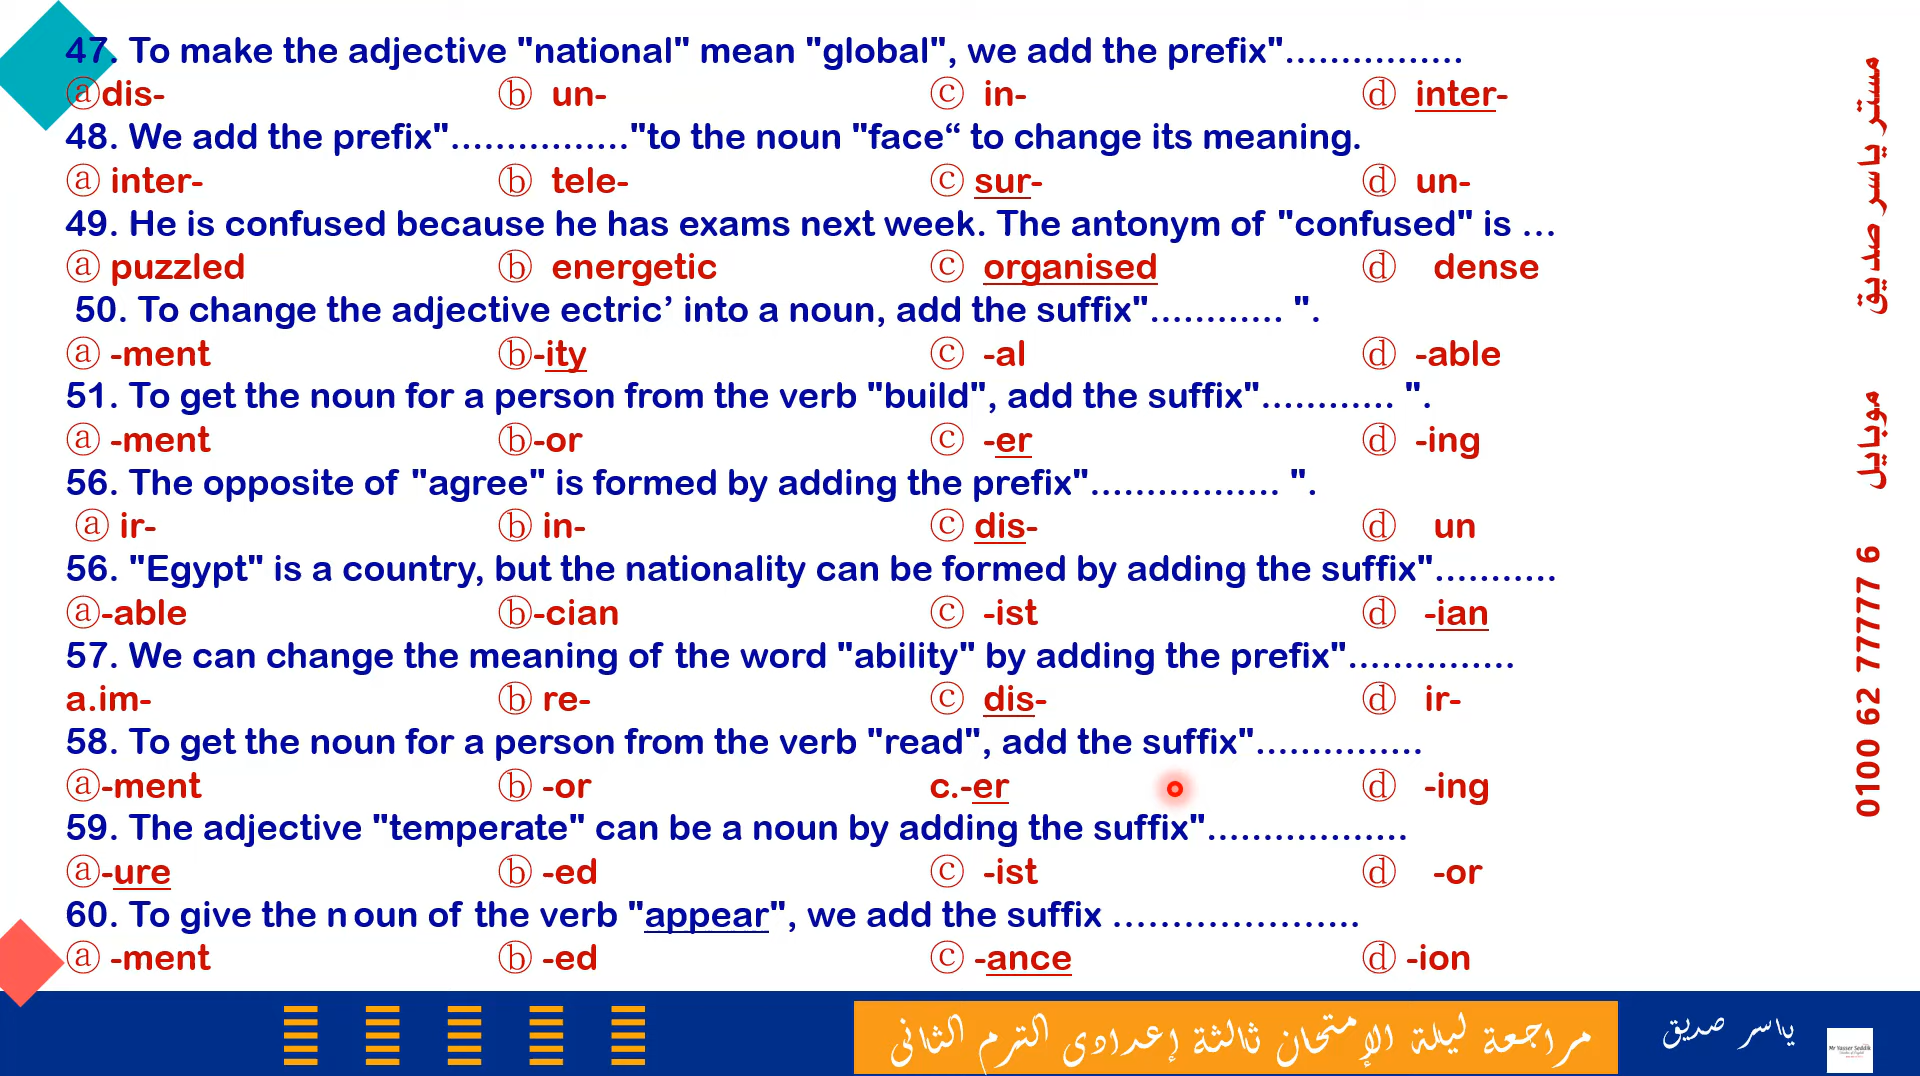 47. To make the adjective "national" mean "global", we add the prefix"................
ⓐdis- ⓑ un- ⓒ in- ⓓ inter-
48. We add the prefix"................"to the noun "face“ to change its meaning.
ⓐ inter- ⓑ tele- ⓒ sur- ⓓ un-
49. He is confused because he has exams next week. The antonym of "confused" is ...
ⓐ puzzled ⓑ energetic ⓒ organised ⓓ dense
50. To change the adjective ectric’ into a noun, add the suffix"............ ".
ⓐ -ment ⓑ-ity ⓒ -al ⓓ -able
51. To get the noun for a person from the verb "build", add the suffix"............ ".
ⓐ -ment ⓑ-or ⓒ -er ⓓ -ing
56. The opposite of "agree" is formed by adding the prefix"................. ".
ⓐ ir- ⓑ in- ⓒ dis- ⓓ un
56. "Egypt" is a country, but the nationality can be formed by adding the suffix"...........
ⓐ-able ⓑ-cian ⓒ -ist ⓓ -ian
57. We can change the meaning of the word "ability" by adding the prefix"...............
a.im- ⓑ re- ⓒ dis- ⓓ ir-
58. To get the noun for a person from the verb "read", add the suffix"...............
ⓐ-ment ⓑ -or c.-er ⓓ -ing
59. The adjective "temperate" can be a noun by adding the suffix"..................
ⓐ-ure ⓑ -ed ⓒ -ist ⓓ -or
60. To give the n oun of the verb "appear", we add the suffix ......................
ⓐ -ment ⓑ -ed ⓒ -ance ⓓ -ion
مستر ياسر صديق موبايل 0100 62 77777 6
مراجعة ليلة الإمتحان ثالثة إعدادى الترم الثانى
ياسر صديق
Mr Yasser Seddik